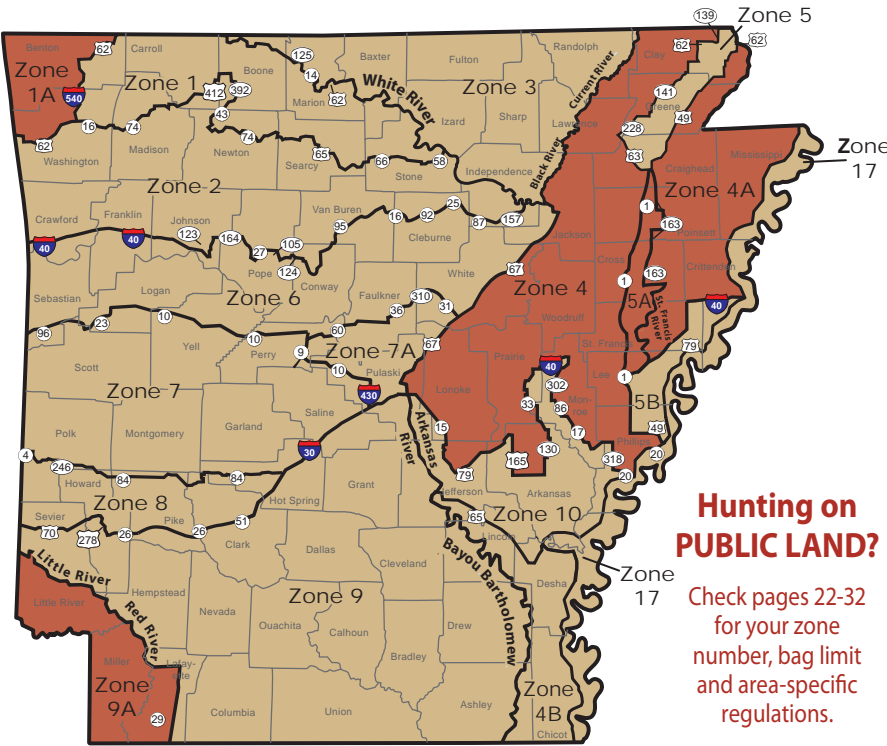 139
Zone 5
62
62
Benton
62
Carroll
Zone
1A
540
Zone 1
125
Boone
14
412
392
43
Marion
62
White River
Baxter
Fulton
Randolph
Zone 3
Izard
Sharp
Current River
Lawrence
Clay
141
Greene
49
228
63
62
16
74
Washington
Madison
Newton
74
Searcy
65
66
58
Stone
Independence
Black River
Craighead
Mississippi
Zone
17
Zone 4A
Zone 2
Crawford
Franklin
Johnson
123
40
40
164
27
105
124
Pope
Van Buren
95
16
92
25
87
157
Cleburne
Jackson
1
163
Poinsett
Cross
Crittenden
163
1
White
67
Zone 4
5A
St. Francis
River
40
Sebastian
Logan
Zone 6
Conway
Faulkner
36
310
31
Woodruff
96
23
10
10
60
67
Yell
Perry
9
Zone 7A
10
Pulaski
430
Prairie
St. Francis
79
Scott
Zone 7
Lonoke
40
302
Lee
1
33
86
Mon-
roe
5B
Saline
Garland
Polk
Montgomery
30
Arkansas
River
15
17
49
Phillips
20
130
318
20
4
246
84
84
Howard
Grant
79
165
Jefferson
Arkansas
Hot Spring
Zone 8
Sevier
Pike
51
70
278
26
26
65
Zone 10
Lincoln
Clark
Dallas
Cleveland
Bayou Bartholomew
Desha
Zone
17
Little River
Little River
Hempstead
Nevada
Red River
Zone 9
Ouachita
Calhoun
Drew
Bradley
Miller
Lafay-
ette
Zone
9A
29
Columbia
Union
Ashley
Zone
4B
Chicot
Hunting on
PUBLIC LAND?
Check pages 22-32
for your zone
number, bag limit
and area-specific
regulations.